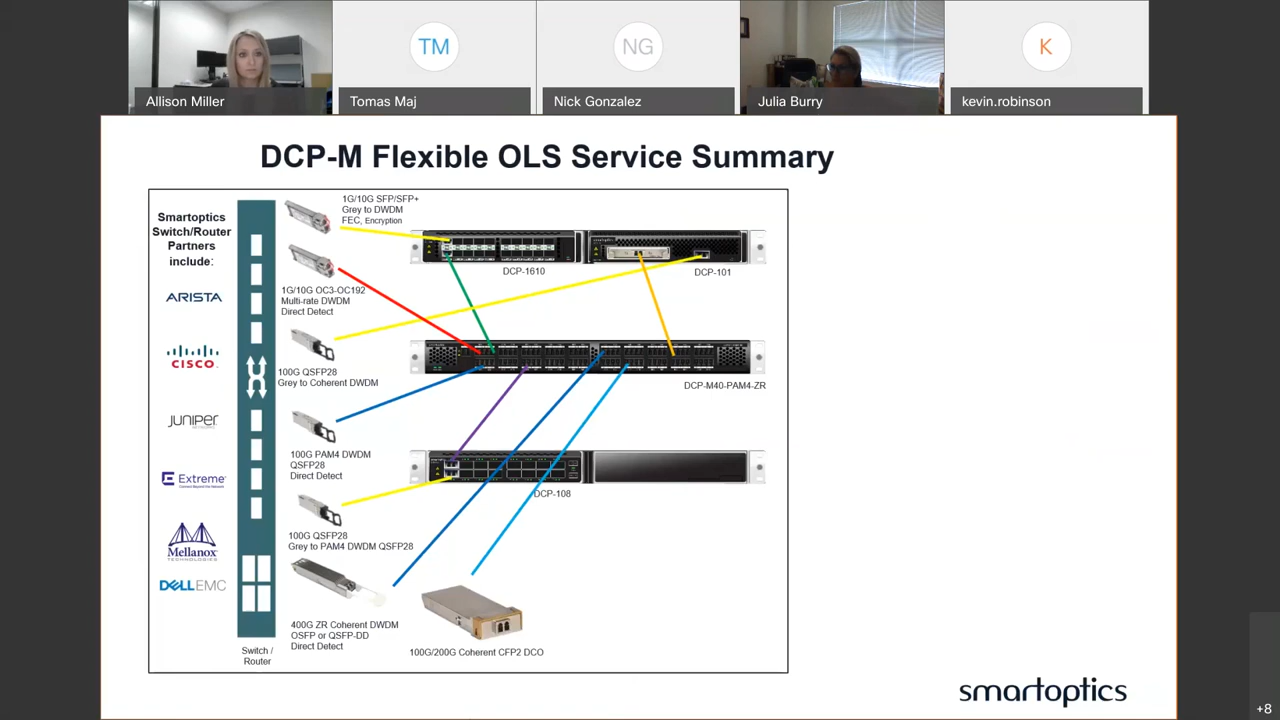 TM
NG
K
Allison Miller
Tomas Maj
Nick Gonzalez
Julia Burry
kevin.robinson
DCP-M Flexible OLS Service Summary
Smartoptics
Switch/Router
Partners
include:
ARISTA
CISCO
JUNIPER
NETWORKS
Extreme
Mellanox
TECHNOLOGIES
DELLEMC
Switch /
Router
1G/10G SFP/SFP+
Grey to DWDM
FEC, Encryption
1G/10G OC3-OC192
Multi-rate DWDM
Direct Detect
100G QSFP28
Grey to Coherent DWDM
100G PAM4 DWDM
QSFP28
Direct Detect
100G QSFP28
Grey to PAM4 DWDM QSFP28
400G ZR Coherent DWDM
OSFP or QSFP-DD
Direct Detect
100G/200G Coherent CFP2 DCO
DCP-1610
DCP-101
DCP-M40-PAM4-ZR
DCP-108
smartoptics
+8